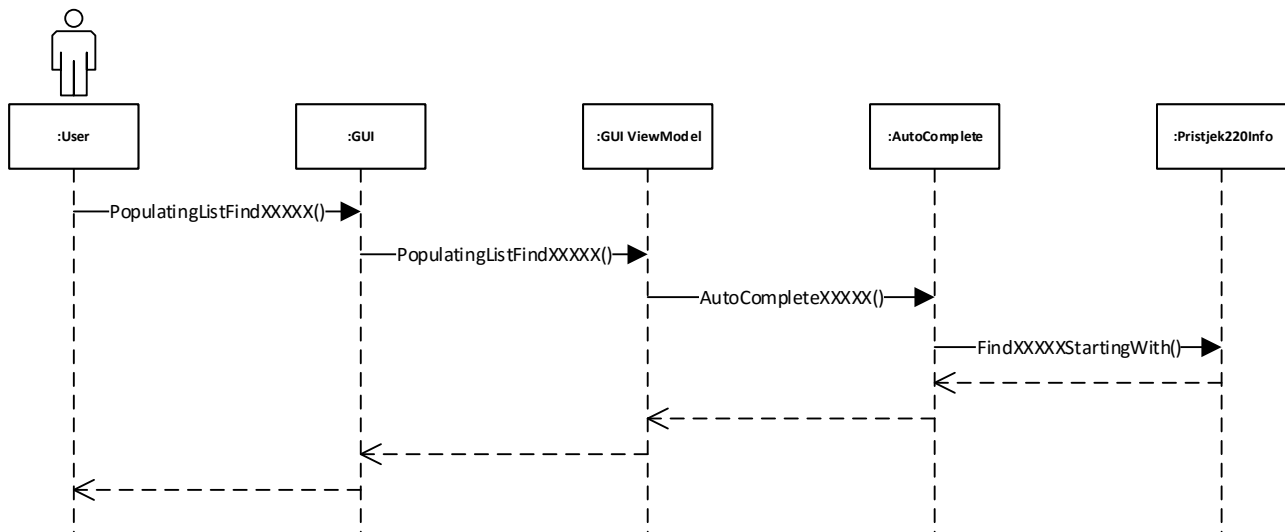 :User
:GUI
:GUI ViewModel
:AutoComplete
:Pristjek220Info
PopulatingListFindXXXXX()
PopulatingListFindXXXXX()
AutoCompleteXXXXX()
FindXXXXXStartingWith()